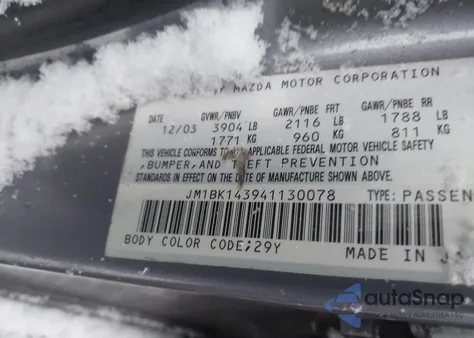 OF MAZDA MOTOR CORPORATION
DATE GVWR/PNBV GAWR/PNBE FRT GAWR/PNBE RR
12/03 3904 LB 2116 LB 1788 LB
1771 KG 960 KG 811 KG
THIS VEHICLE CONFORMS TO ALL APPLICABLE FEDERAL MOTOR VEHICLE SAFETY
,BUMPER, AND THEFT PREVENTION
STANDARDS IN EFFECT ON THE DATE OF MANUFACTURE SHOWN ABOVE.
JM1BK143941130078 TYPE: PASSEN
BODY COLOR CODE;29Y MADE IN J
autoSnap